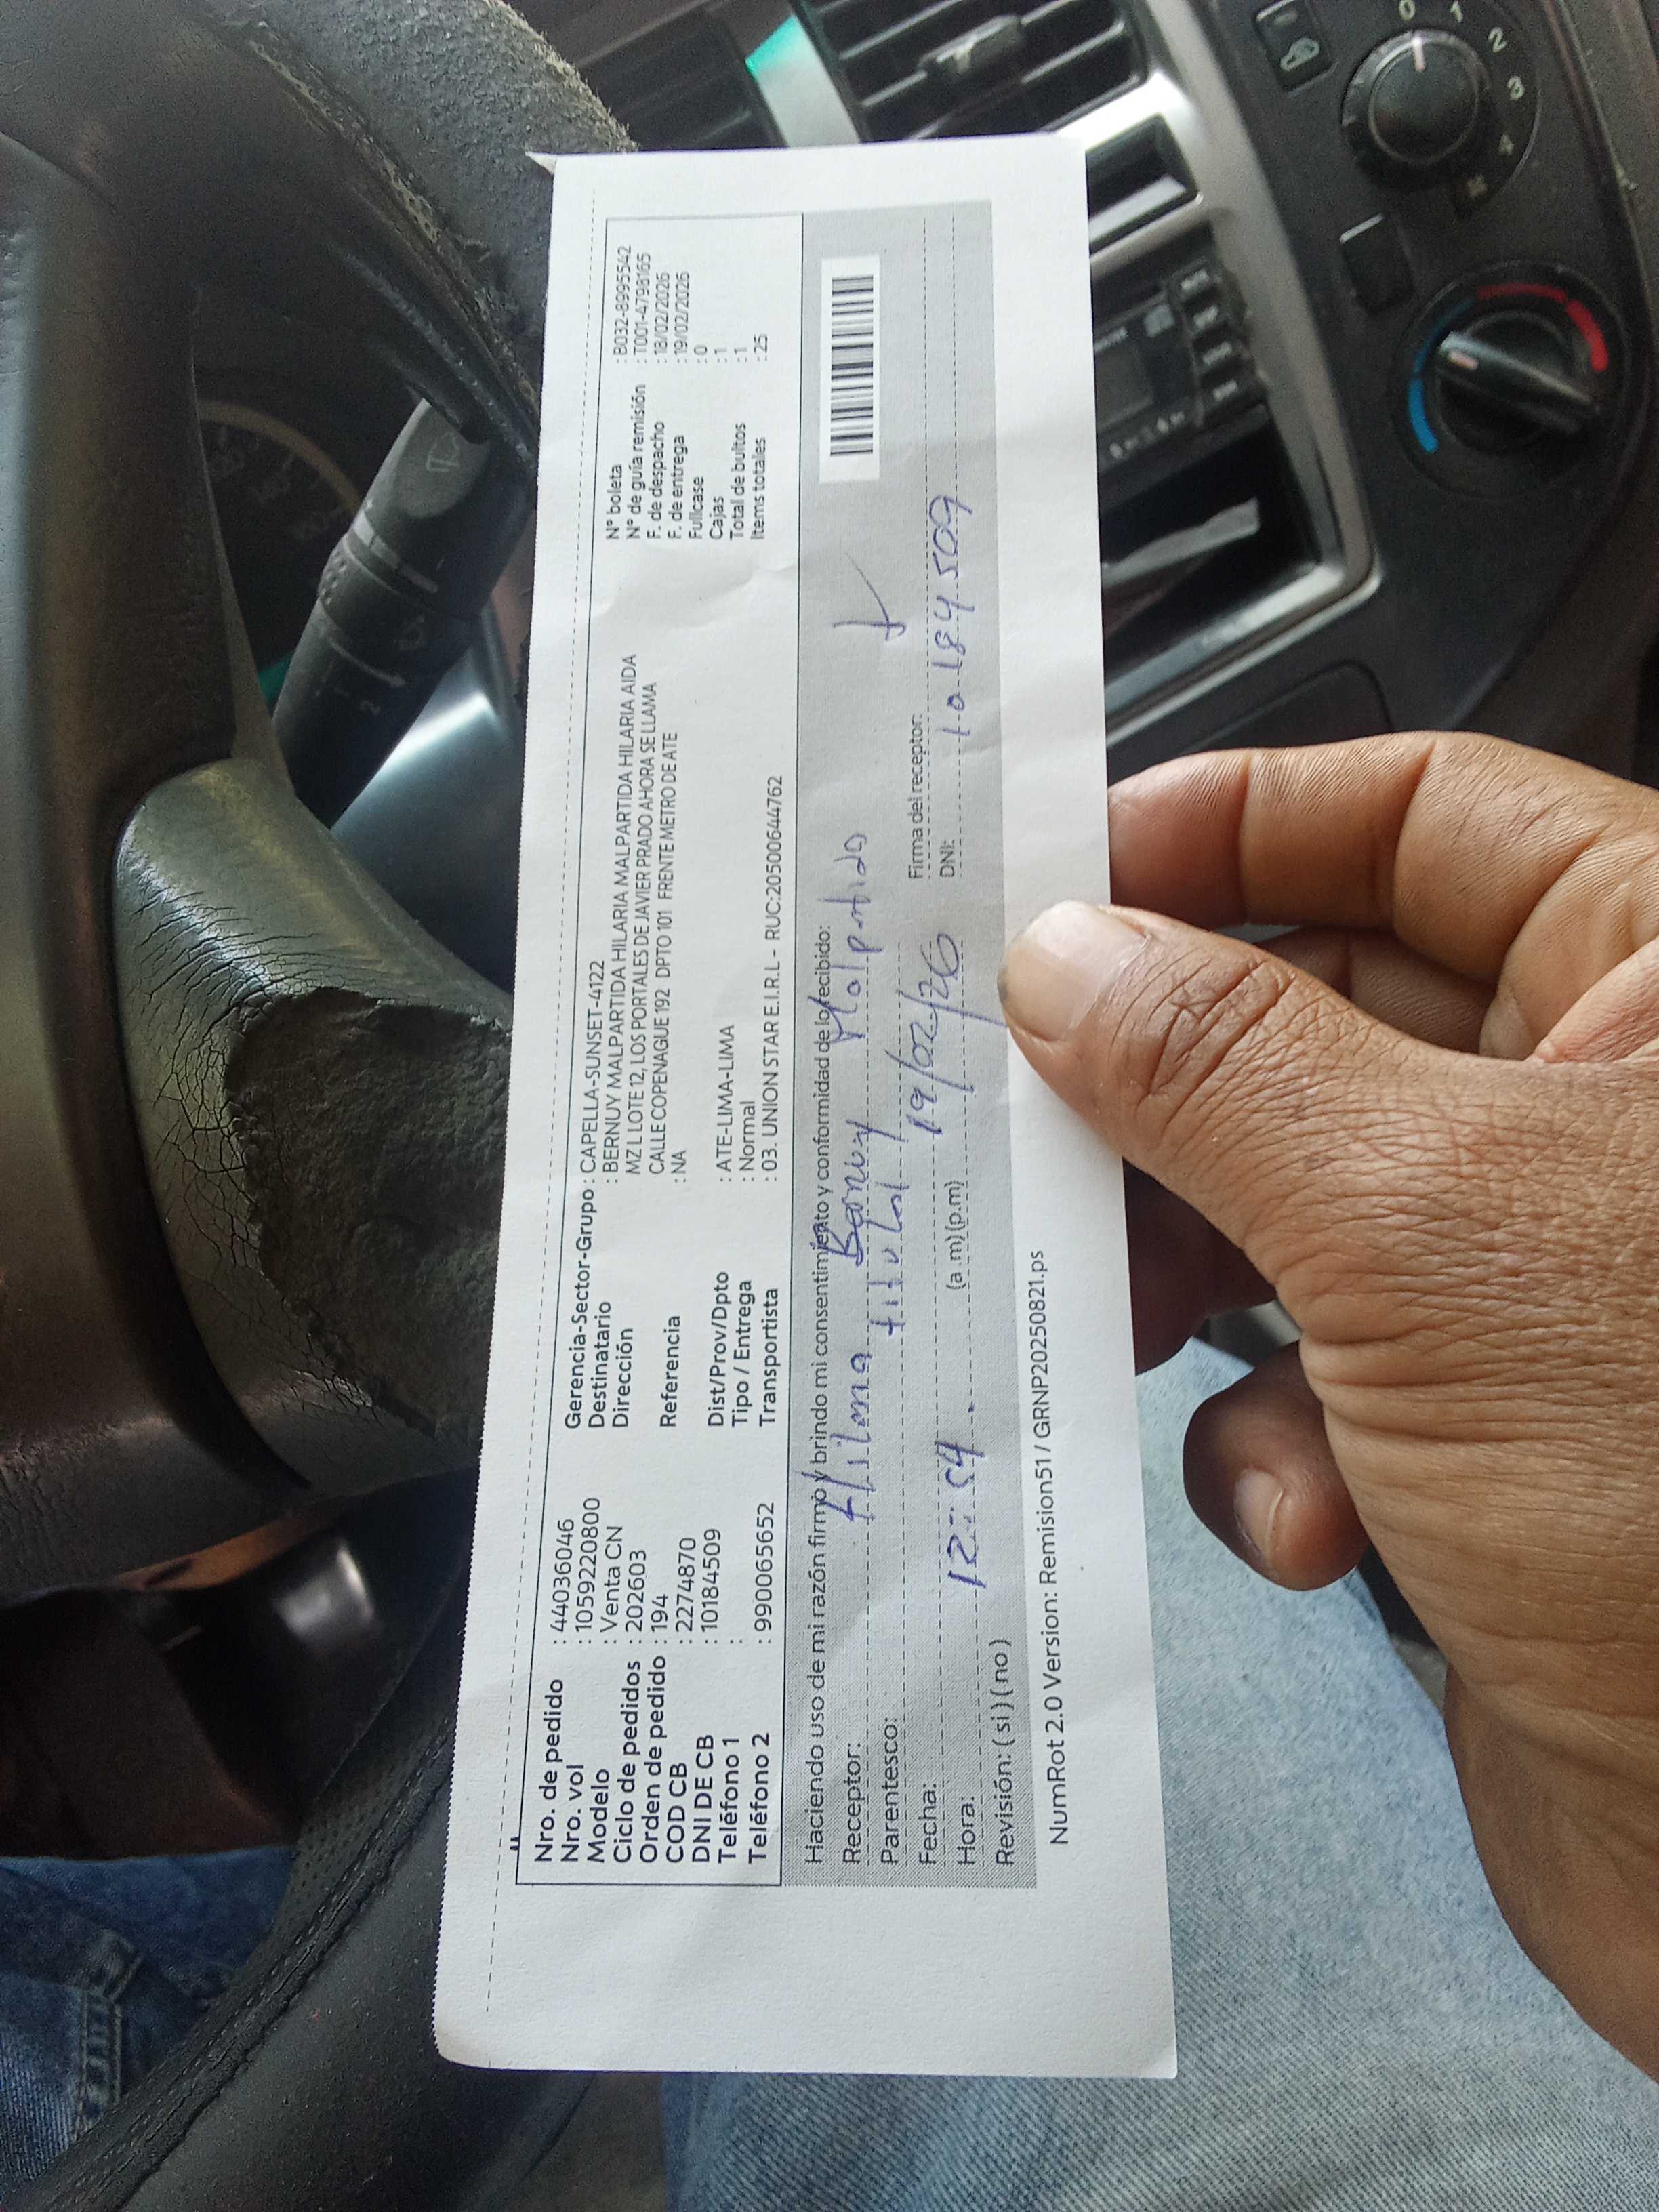 Nro. de pedido : 44036046
Nro. vol : 1059220800
Modelo : Venta CN
Ciclo de pedidos : 202603
Orden de pedido : 194
COD CB : 2274870
DNI DE CB : 10184509
Teléfono 1 :
Teléfono 2 : 990065652
Gerencia-Sector-Grupo : CAPELLA-SUNSET-4122
Destinatario : BERNUY MALPARTIDA HILARIA MALPARTIDA HILARIA AIDA
Dirección MZ L LOTE 12, LOS PORTALES DE JAVIER PRADO AHORA SE LLAMA
CALLE COPENAGUE 192 DPTO 101 FRENTE METRO DE ATE
Referencia : NA
Dist/Prov/Dpto : ATE-LIMA-LIMA
Tipo / Entrega : Normal
Transportista : 03. UNION STAR E.I.R.L - RUC:20500644762
N° boleta : B032-8995542
N° de guía remisión : T001-4798165
F. de despacho : 18/02/2026
F. de entrega : 19/02/2026
Fullcase : 0
Cajas : 1
Total de bultos : 1
Items totales : 25
Haciendo uso de mi razón firmo y brindo mi consentimiento y conformidad de lo recibido:
Receptor: Bernuy
Parentesco: titular
Fecha: 19/02/26
Firma del receptor:
Hora: 12:54 (a.m)(p.m)
DNI: 10184509
Revisión: ( si ) ( no )
NumRot 2.0 Version: Remision51 / GRNP20250821.ps
0
1
2
3
4
2